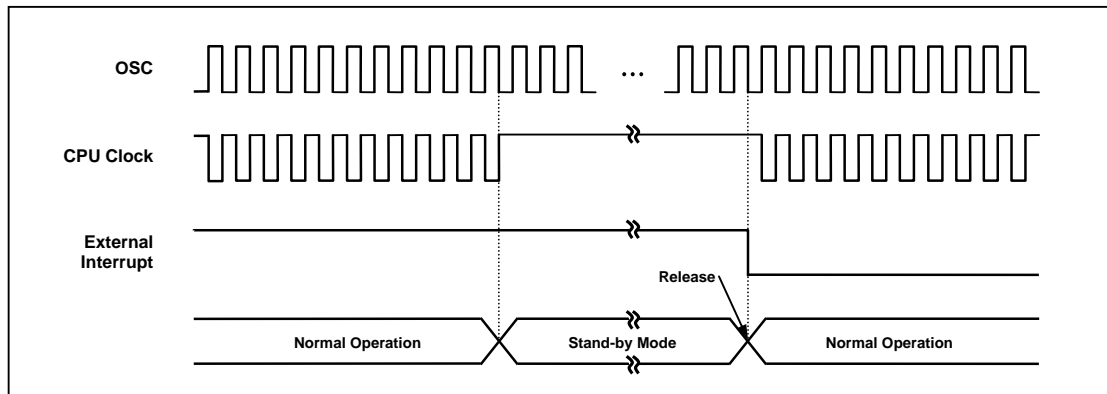 OSC
...
CPU Clock
External
Interrupt
Release
Normal Operation
Stand-by Mode
Normal Operation